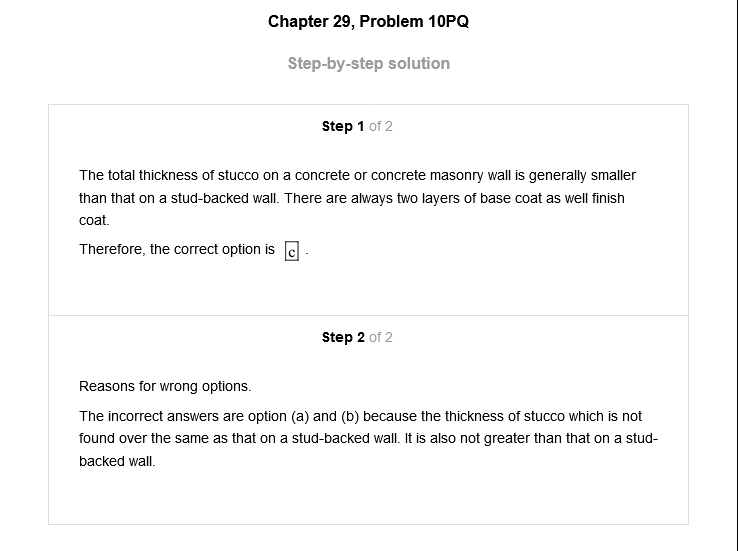 Chapter 29, Problem 10PQ
Step-by-step solution
Step 1 of 2
The total thickness of stucco on a concrete or concrete masonry wall is generally smaller
than that on a stud-backed wall. There are always two layers of base coat as well finish
coat.
Therefore, the correct option is c .
Step 2 of 2
Reasons for wrong options.
The incorrect answers are option (a) and (b) because the thickness of stucco which is not
found over the same as that on a stud-backed wall. It is also not greater than that on a stud-
backed wall.